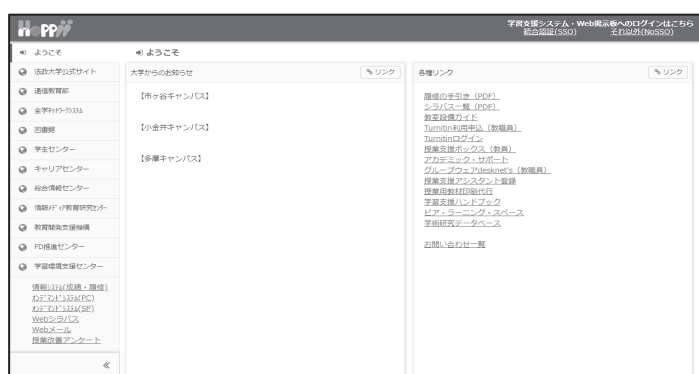 HoPPii
学習支援システム・Web掲示板へのログインはこちら
統合認証(SSO) それ以外(NoSSO)
ようこそ
法政大学公式サイト
通信教育部
全学ﾈｯﾄﾜｰｸｼｽﾃﾑ
図書館
学生センター
キャリアセンター
総合情報センター
情報ﾒﾃﾞｨｱ教育研究ｾﾝﾀｰ
教育開発支援機構
FD推進センター
学習環境支援センター
情報ｼｽﾃﾑ(成績・履修)
ｵﾝﾃﾞﾏﾝﾄﾞｼｽﾃﾑ(PC)
ｵﾝﾃﾞﾏﾝﾄﾞｼｽﾃﾑ(SP)
Webシラバス
Webメール
授業改善アンケート
≪
ようこそ
大学からのお知らせ リンク
【市ヶ谷キャンパス】
【小金井キャンパス】
【多摩キャンパス】
各種リンク リンク
履修の手引き（PDF）
シラバス一覧（PDF）
教室設備ガイド
Turnitin利用申込（教職員）
Turnitinログイン
授業支援ボックス（教員）
アカデミック・サポート
グループウェアdesknet's（教職員）
授業支援アシスタント登録
授業用教材印刷代行
学習支援ハンドブック
ピア・ラーニング・スペース
学術研究データベース
お問い合わせ一覧